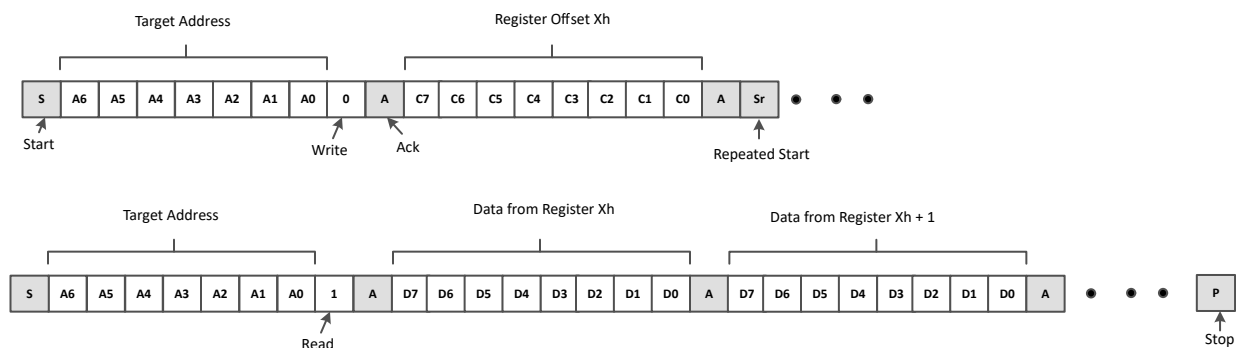 Target Address Register Offset Xh
S A6 A5 A4 A3 A2 A1 A0 0 A C7 C6 C5 C4 C3 C2 C1 C0 A Sr
Start Write Ack Repeated Start
Target Address Data from Register Xh Data from Register Xh + 1
S A6 A5 A4 A3 A2 A1 A0 1 A D7 D6 D5 D4 D3 D2 D1 D0 A D7 D6 D5 D4 D3 D2 D1 D0 A P
Read Stop